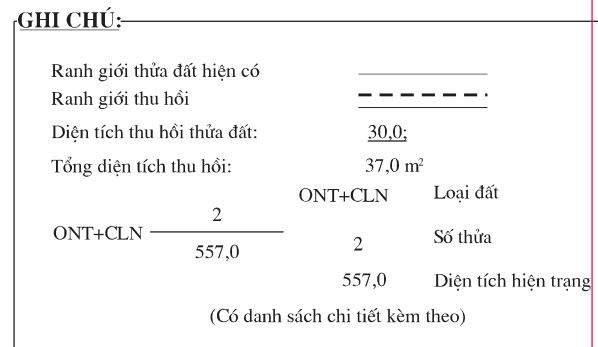 GHI CHÚ:
Ranh giới thửa đất hiện có
Ranh giới thu hồi
Diện tích thu hồi thửa đất: 30,0;
Tổng diện tích thu hồi: 37,0 m²
ONT+CLN Loại đất
2
ONT+CLN
557,0
2 Số thửa
557,0 Diện tích hiện trạng
(Có danh sách chi tiết kèm theo)